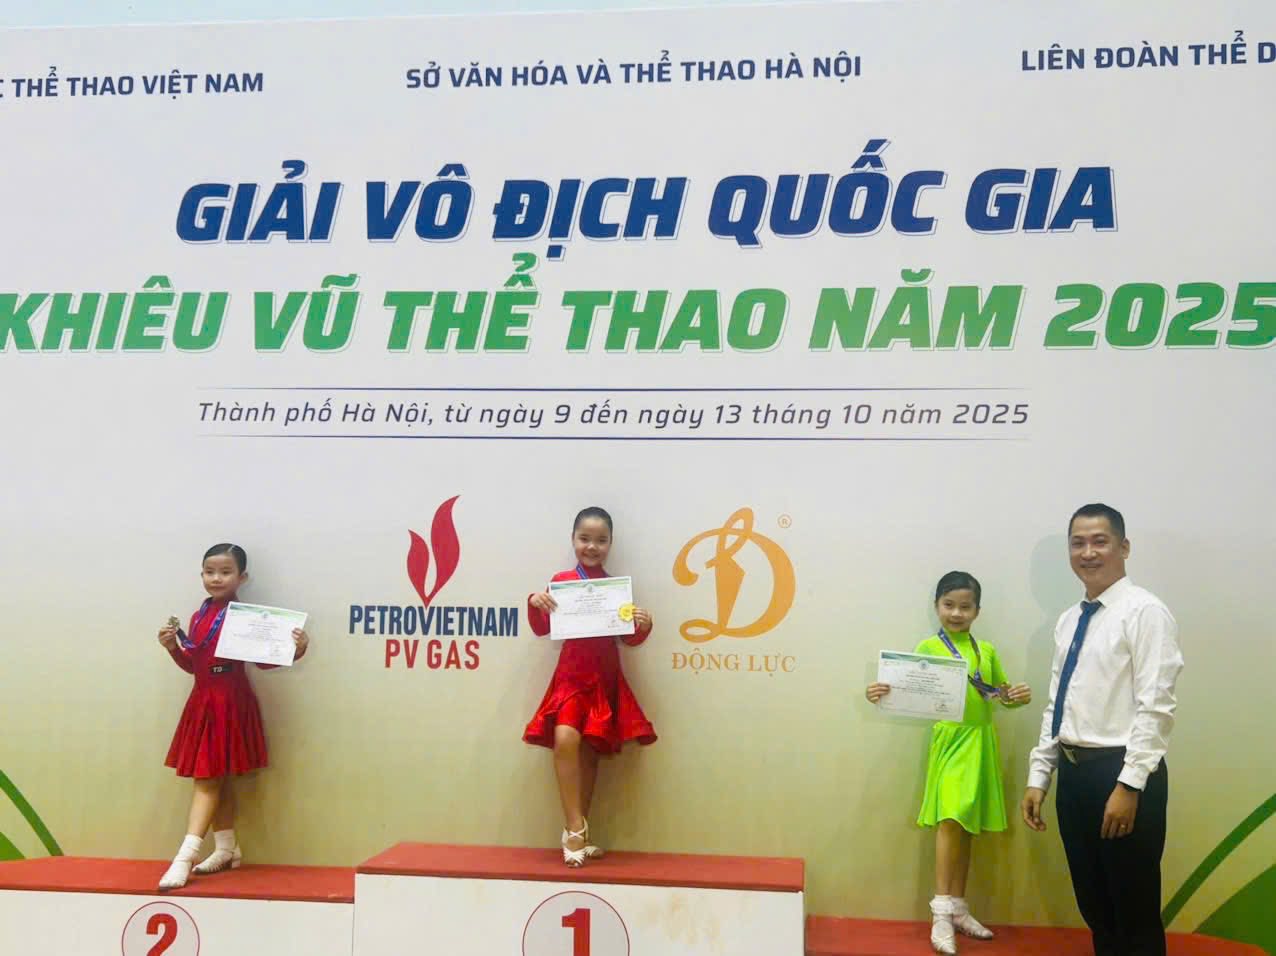 THỂ THAO VIỆT NAM
SỞ VĂN HÓA VÀ THỂ THAO HÀ NỘI
LIÊN ĐOÀN THỂ D
GIẢI VÔ ĐỊCH QUỐC GIA
KHIÊU VŨ THỂ THAO NĂM 2025
Thành phố Hà Nội, từ ngày 9 đến ngày 13 tháng 10 năm 2025
PETROVIETNAM
PV GAS
Đ
®
ĐỘNG LỰC
2
1